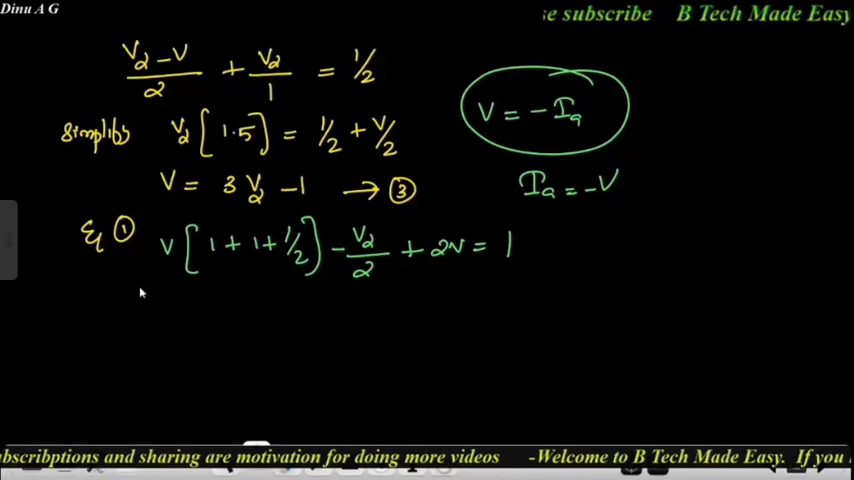 Dinu A G
se subscribe B Tech Made Easy
V₂ - V / 2 + V₂ / 1 = 1/2
V = - Iₐ
V₂ [1.5] = 1/2 + V/2
V = 3 V₂ - 1 → ③
Iₐ = - V
Eq ① V [1 + 1 + 1/2] - V₂ / 2 + 2V = 1
ubscribptions and sharing are motivation for doing more videos -Welcome to B Tech Made Easy. If you